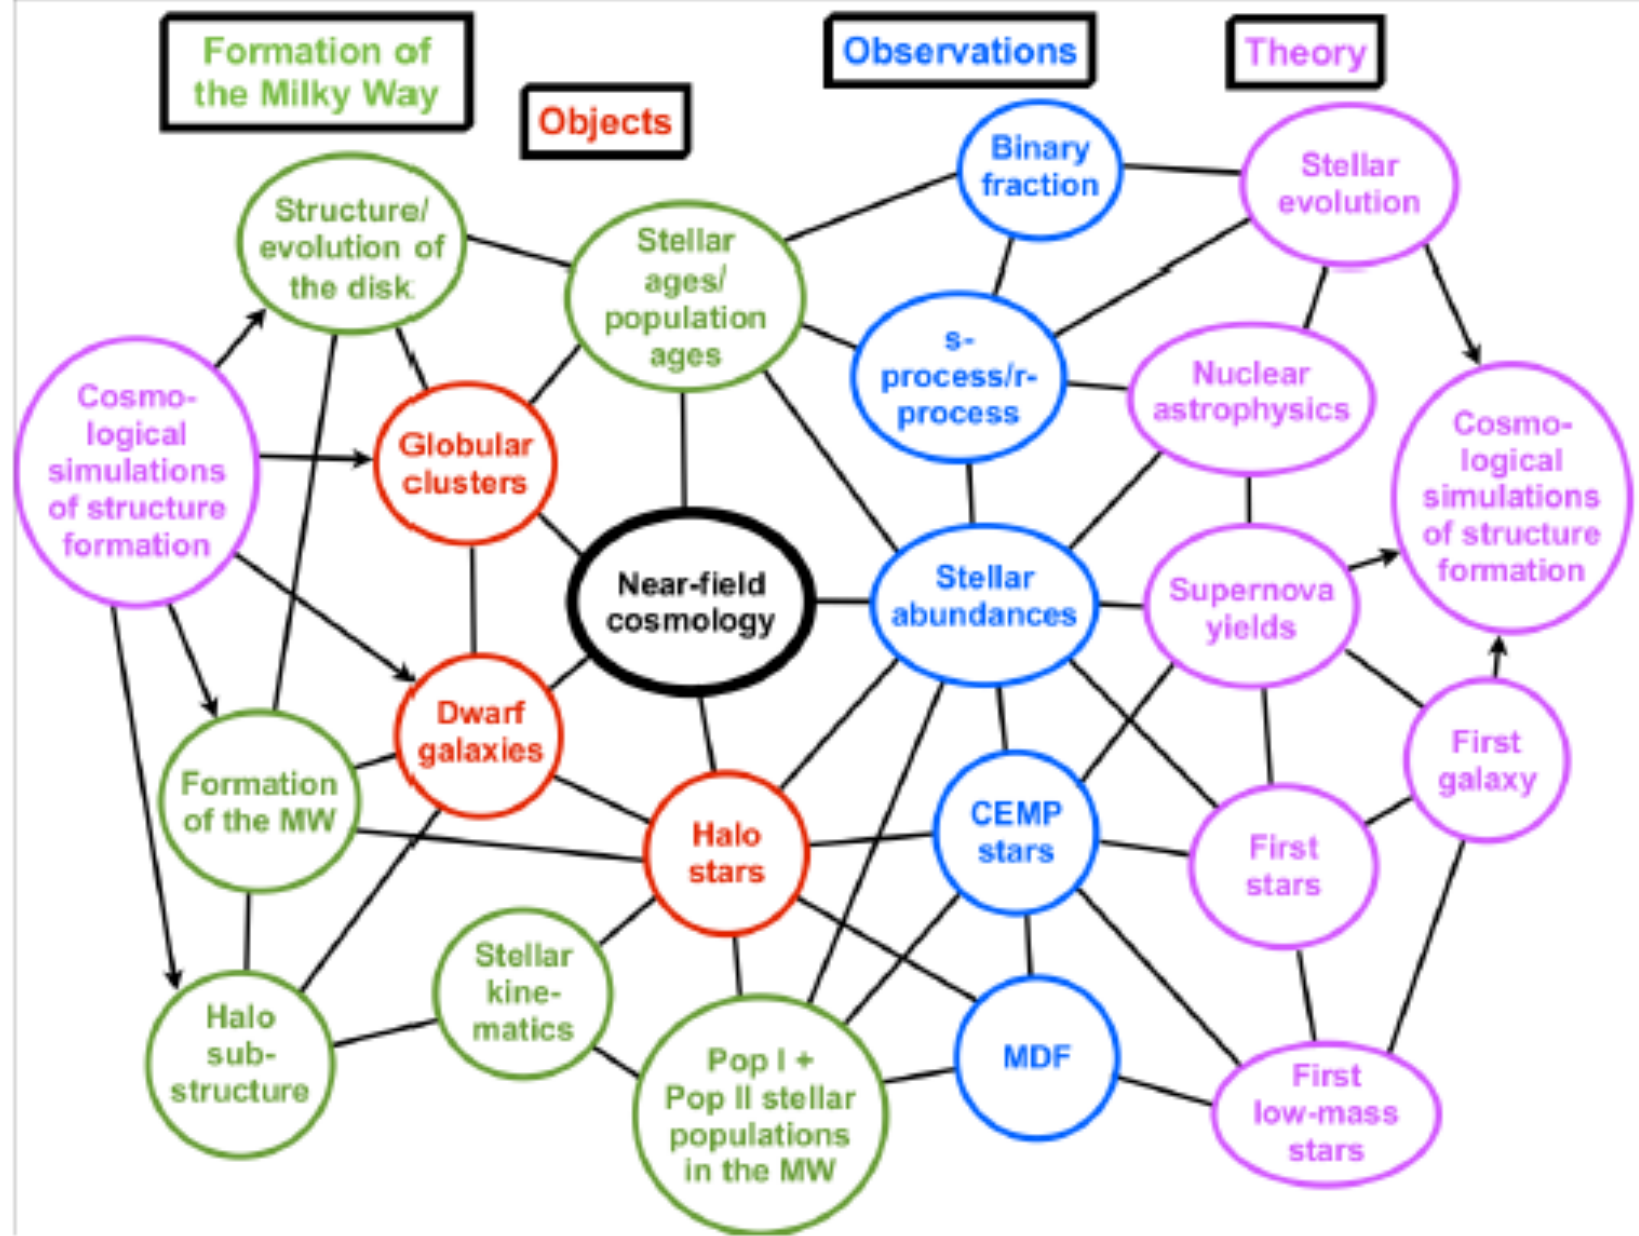 Formation of
the Milky Way
Objects
Observations
Theory
Binary
fraction
Stellar
evolution
Structure/
evolution of
the disk
Stellar
ages/
population
ages
s-
process/r-
process
Nuclear
astrophysics
Cosmo-
logical
simulations
of structure
formation
Globular
clusters
Cosmo-
logical
simulations
of structure
formation
Near-field
cosmology
Stellar
abundances
Supernova
yields
Dwarf
galaxies
First
galaxy
Formation
of the MW
Halo
stars
CEMP
stars
First
stars
Stellar
kine-
matics
Halo
sub-
structure
Pop I +
Pop II stellar
populations
in the MW
MDF
First
low-mass
stars